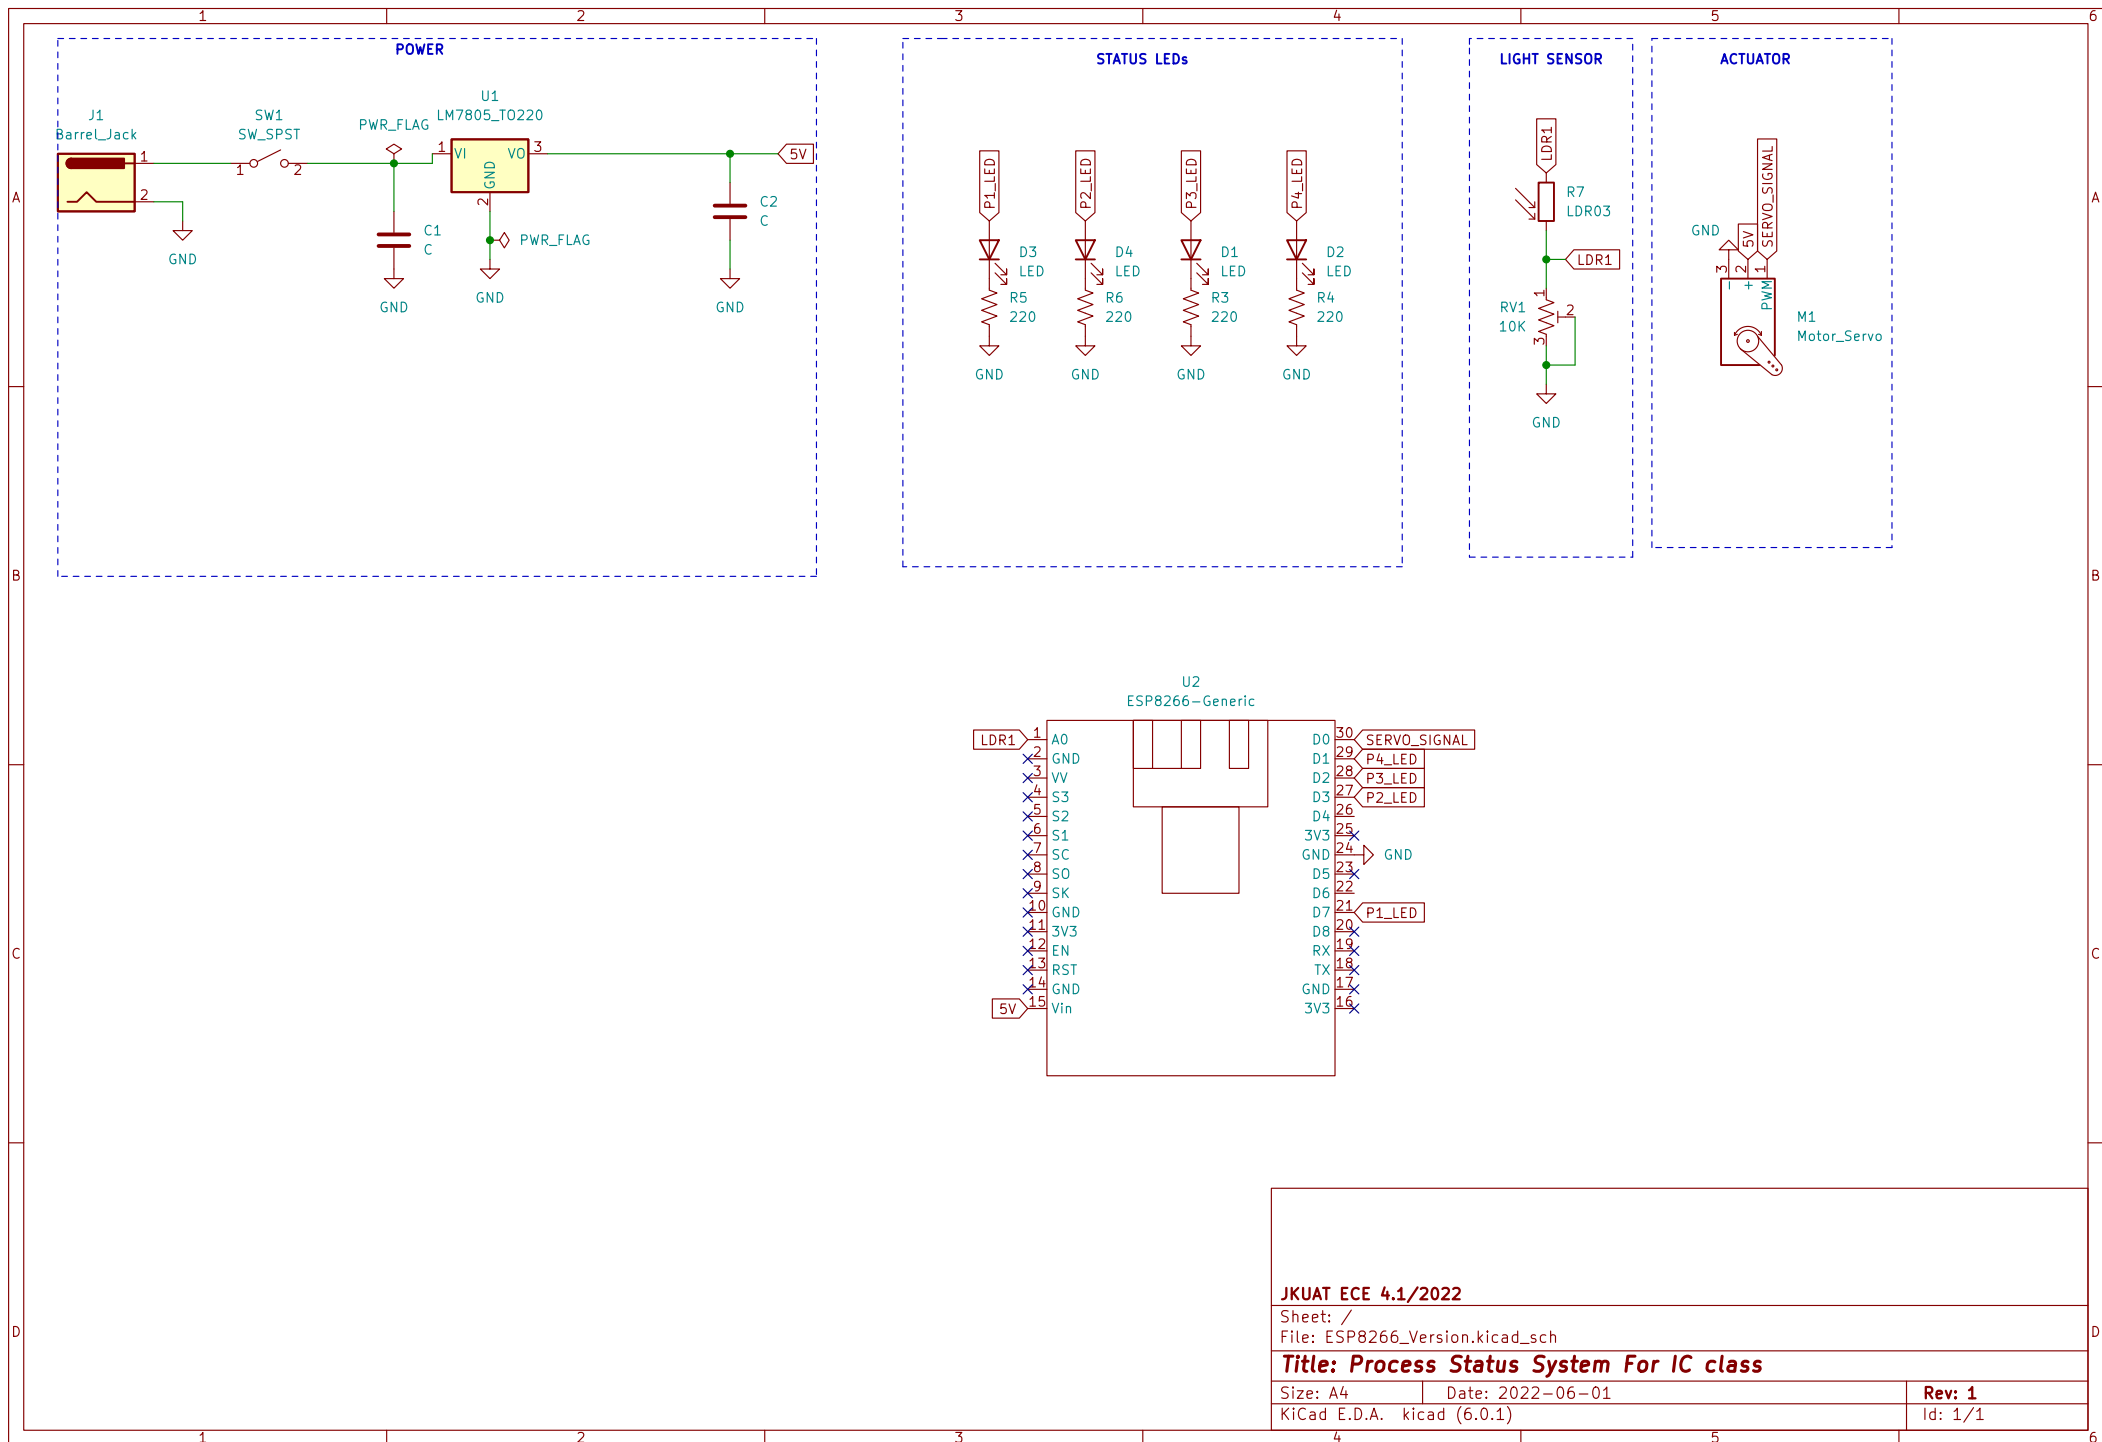 1 2 3 4 5 6
POWER
J1
Barrel_Jack
1
2
GND
SW1
SW_SPST
1 2
PWR_FLAG
U1
LM7805_TO220
1 VI VO 3
GND
2
5V
C1
C
GND
PWR_FLAG
GND
C2
C
GND
STATUS LEDs
P1_LED
D3
LED
R5
220
GND
P2_LED
D4
LED
R6
220
GND
P3_LED
D1
LED
R3
220
GND
P4_LED
D2
LED
R4
220
GND
LIGHT SENSOR
LDR1
R7
LDR03
LDR1
RV1
10K
1
2
3
GND
ACTUATOR
GND
5V
SERVO_SIGNAL
3 2 1
- + PWM
M1
Motor_Servo
A A
B B
U2
ESP8266-Generic
LDR1 1 A0 D0 30 SERVO_SIGNAL
2 GND D1 29 P4_LED
3 VV D2 28 P3_LED
4 S3 D3 27 P2_LED
5 S2 D4 26
6 S1 3V3 25
7 SC GND 24 GND
8 SO D5 23
9 SK D6 22
10 GND D7 21 P1_LED
11 3V3 D8 20
12 EN RX 19
13 RST TX 18
14 GND GND 17
5V 15 Vin 3V3 16
C C
D D
JKUAT ECE 4.1/2022
Sheet: /
File: ESP8266_Version.kicad_sch
Title: Process Status System For IC class
Size: A4 Date: 2022-06-01 Rev: 1
KiCad E.D.A. kicad (6.0.1) Id: 1/1
1 2 3 4 5 6